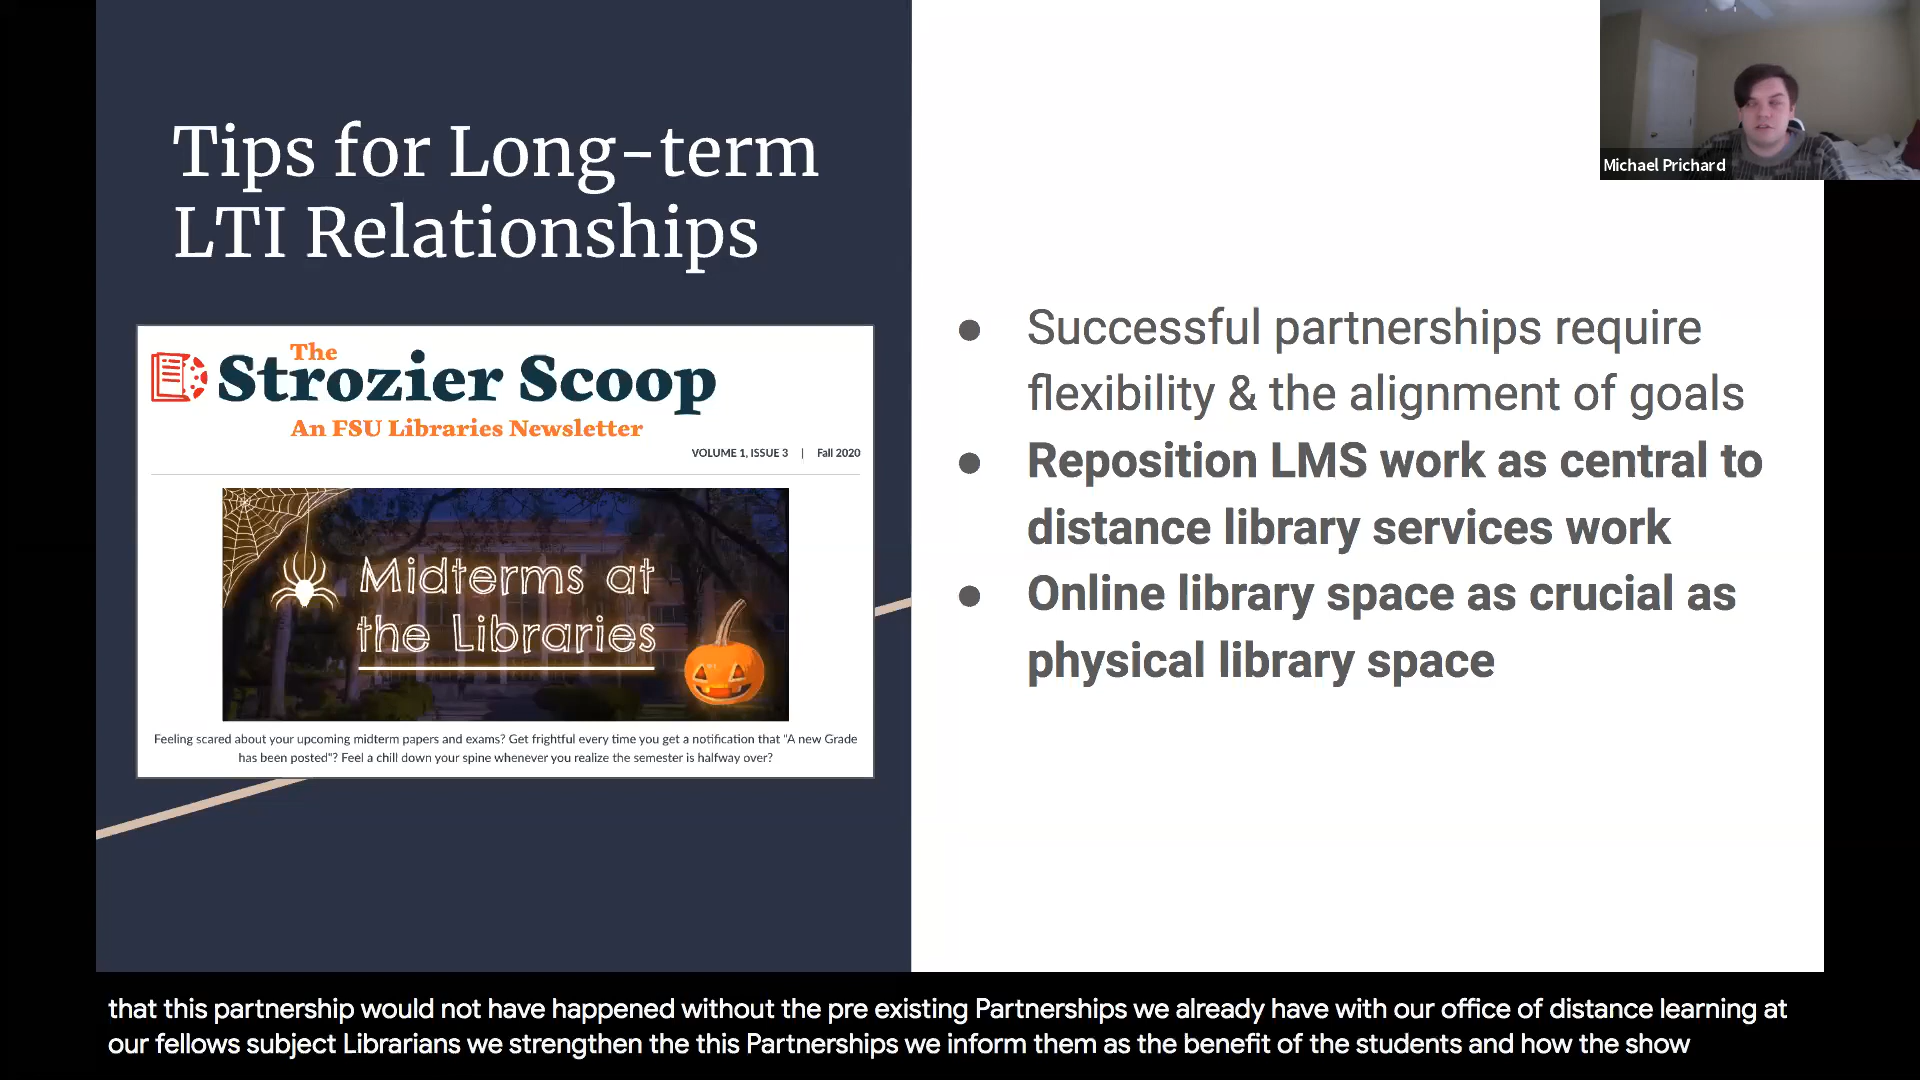 Tips for Long-term
LTI Relationships
The
Strozier Scoop
An FSU Libraries Newsletter
VOLUME 1, ISSUE 3 | Fall 2020
Midterms at
the Libraries
Feeling scared about your upcoming midterm papers and exams? Get frightful every time you get a notification that "A new Grade
has been posted"? Feel a chill down your spine whenever you realize the semester is halfway over?
● Successful partnerships require
flexibility & the alignment of goals
● Reposition LMS work as central to
distance library services work
● Online library space as crucial as
physical library space
Michael Prichard
that this partnership would not have happened without the pre existing Partnerships we already have with our office of distance learning at
our fellows subject Librarians we strengthen the this Partnerships we inform them as the benefit of the students and how the show